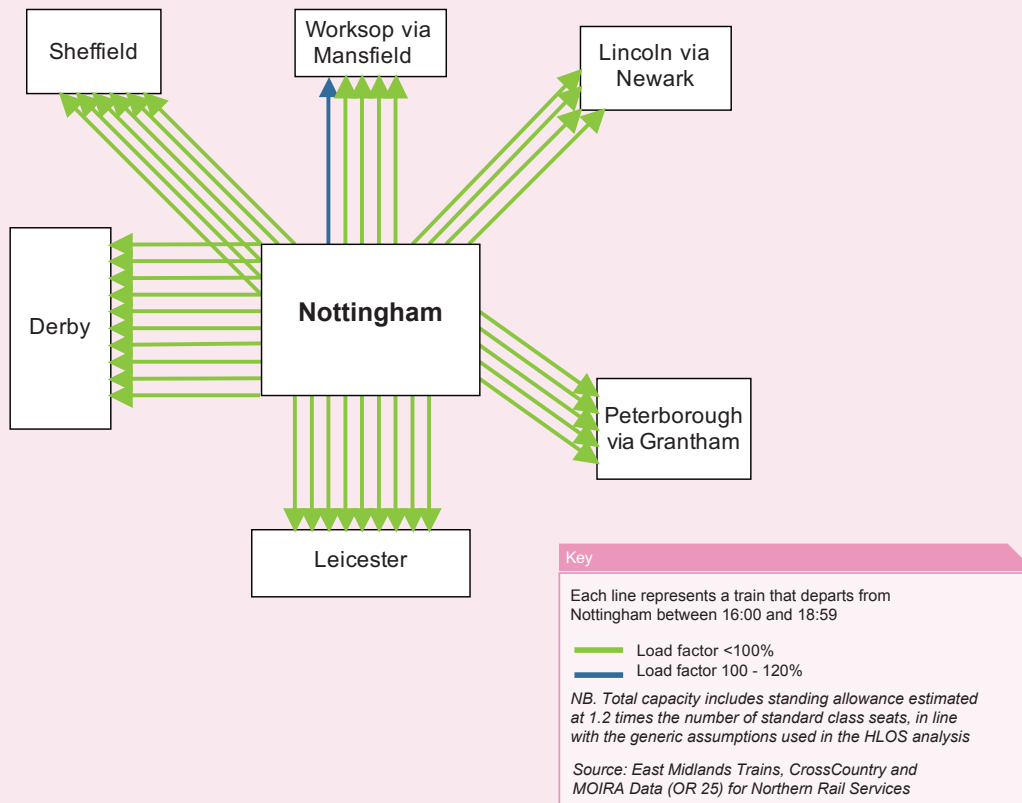 Sheffield
Worksop via
Mansfield
Lincoln via
Newark
Derby
Nottingham
Peterborough
via Grantham
Leicester
Key
Each line represents a train that departs from
Nottingham between 16:00 and 18:59
Load factor <100%
Load factor 100 - 120%
NB. Total capacity includes standing allowance estimated
at 1.2 times the number of standard class seats, in line
with the generic assumptions used in the HLOS analysis
Source: East Midlands Trains, CrossCountry and
MOIRA Data (OR 25) for Northern Rail Services